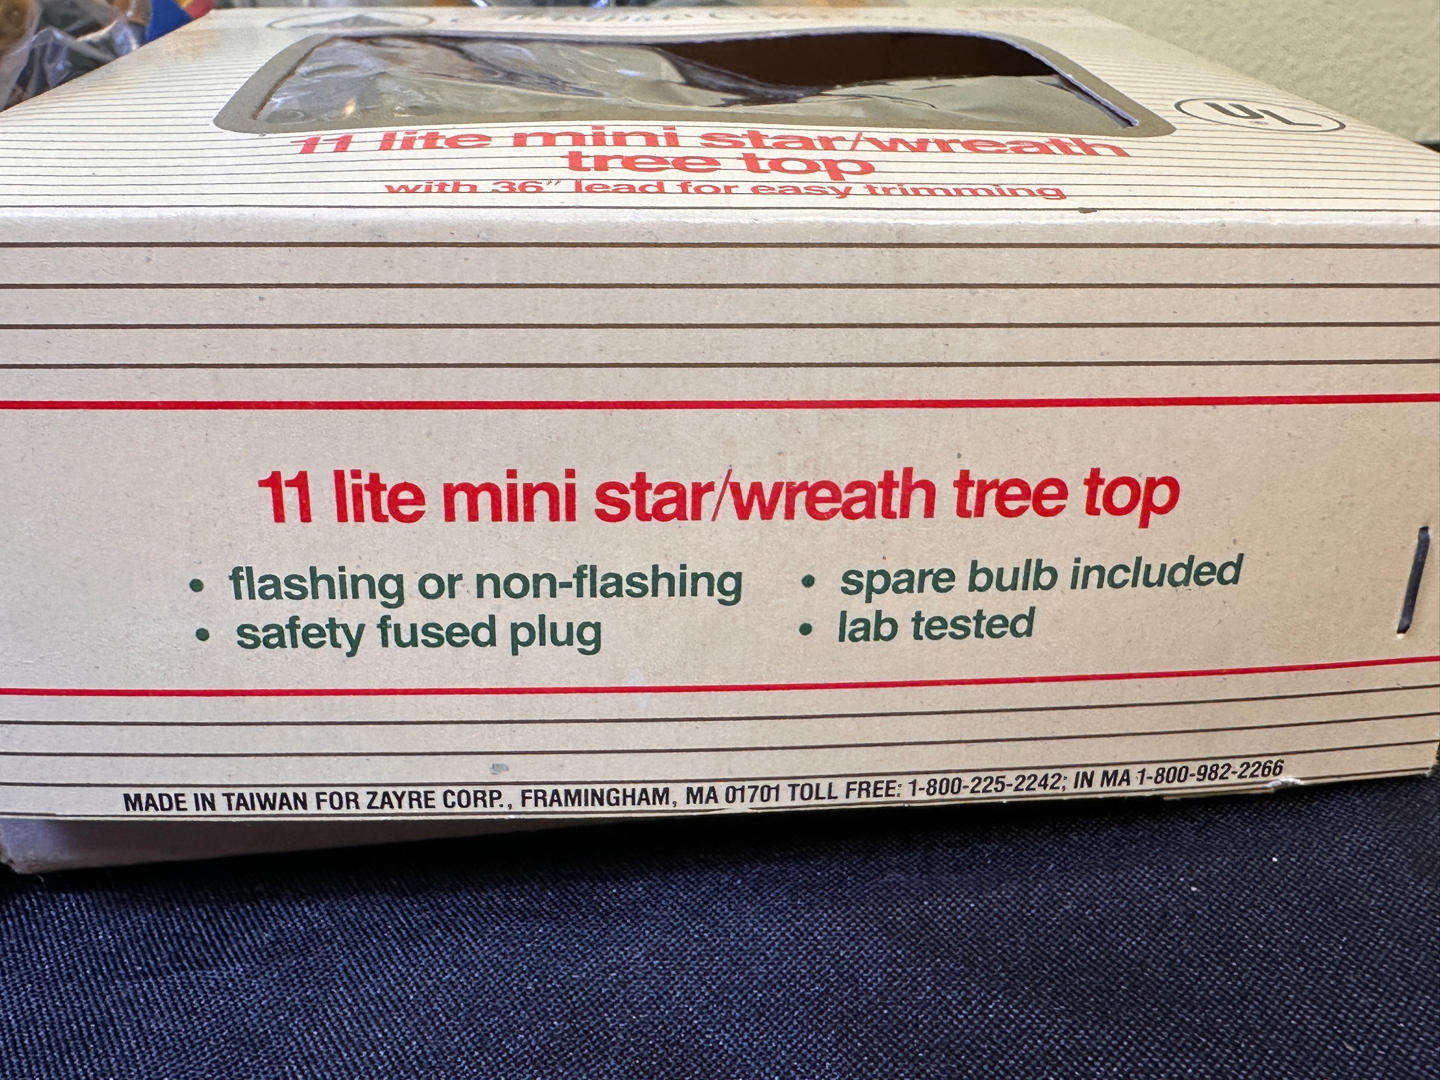 UL
11 lite mini star/wreath
tree top
with 36" lead for easy trimming
11 lite mini star/wreath tree top
• flashing or non-flashing
• safety fused plug
• spare bulb included
• lab tested
MADE IN TAIWAN FOR ZAYRE CORP., FRAMINGHAM, MA 01701 TOLL FREE: 1-800-225-2242; IN MA 1-800-982-2266